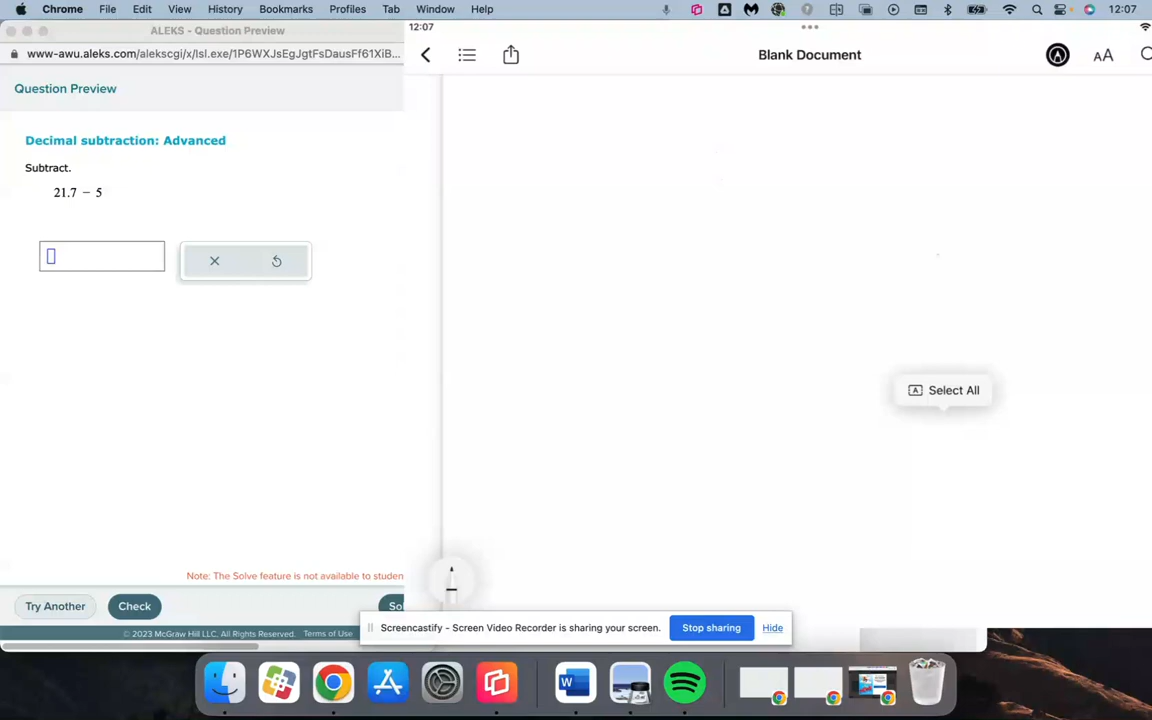 Chrome File Edit View History Bookmarks Profiles Tab Window Help 12:07
ALEKS - Question Preview
www-awu.aleks.com/alekscgi/x/Isl.exe/1P6WXJsEgJgtFsDausFf61XiB...
12:07
Blank Document
AA
Question Preview
Decimal subtraction: Advanced
Subtract.
21.7 − 5
Select All
Note: The Solve feature is not available to studen
Try Another
Check
So
Screencastify - Screen Video Recorder is sharing your screen.
Stop sharing
Hide
© 2023 McGraw Hill LLC. All Rights Reserved. Terms of Use